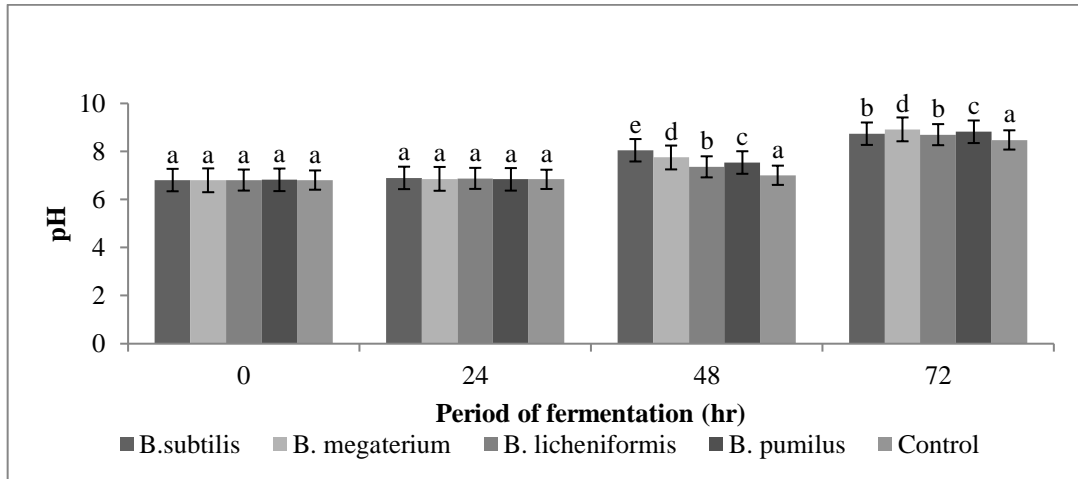 10
8
6
4
2
0
pH
a a a a a
a a a a a
e d b c a
b d b c a
0 24 48 72
Period of fermentation (hr)
B.subtilis B. megaterium B. licheniformis B. pumilus Control